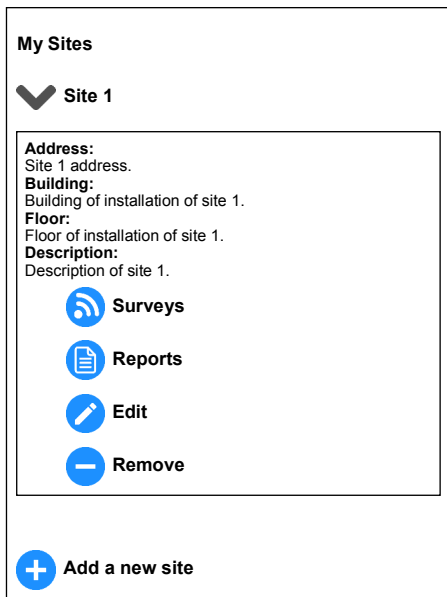 My Sites
Site 1
Address:
Site 1 address.
Building:
Building of installation of site 1.
Floor:
Floor of installation of site 1.
Description:
Description of site 1.
Surveys
Reports
Edit
Remove
Add a new site